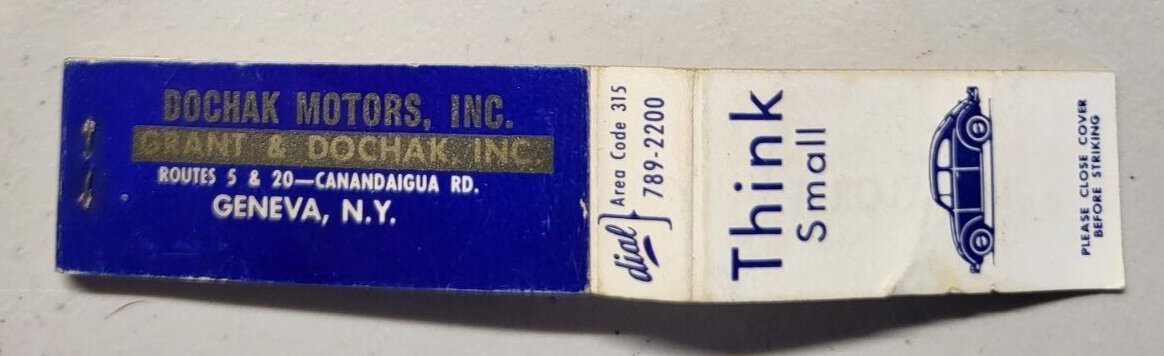 DOCHAK MOTORS, INC.
GRANT & DOCHAK, INC.
ROUTES 5 & 20—CANANDAIGUA RD.
GENEVA, N.Y.
dial
Area Code 315
789-2200
Think
Small
PLEASE CLOSE COVER
BEFORE STRIKING